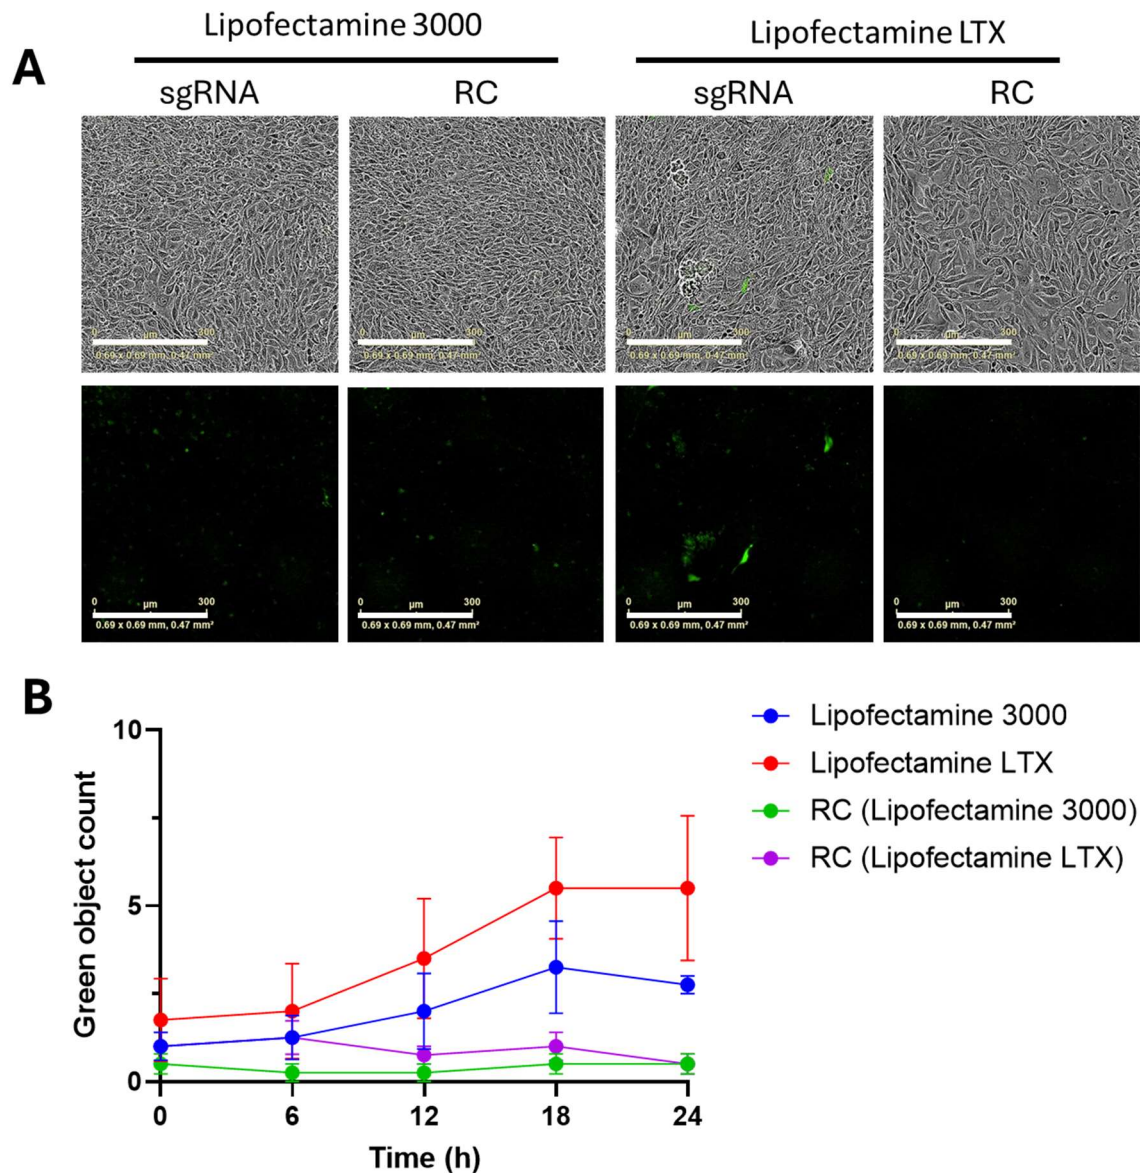 Lipofectamine 3000
Lipofectamine LTX
A
sgRNA
RC
sgRNA
RC
0 µm 300
0.69 x 0.69 mm, 0.47 mm²
0 µm 300
0.69 x 0.69 mm, 0.47 mm²
0 µm 300
0.69 x 0.69 mm, 0.47 mm²
0 µm 300
0.69 x 0.69 mm, 0.47 mm²
0 µm 300
0.69 x 0.69 mm, 0.47 mm²
0 µm 300
0.69 x 0.69 mm, 0.47 mm²
0 µm 300
0.69 x 0.69 mm, 0.47 mm²
0 µm 300
0.69 x 0.69 mm, 0.47 mm²
B
Lipofectamine 3000
Lipofectamine LTX
RC (Lipofectamine 3000)
RC (Lipofectamine LTX)
Green object count
10
5
0
0 6 12 18 24
Time (h)